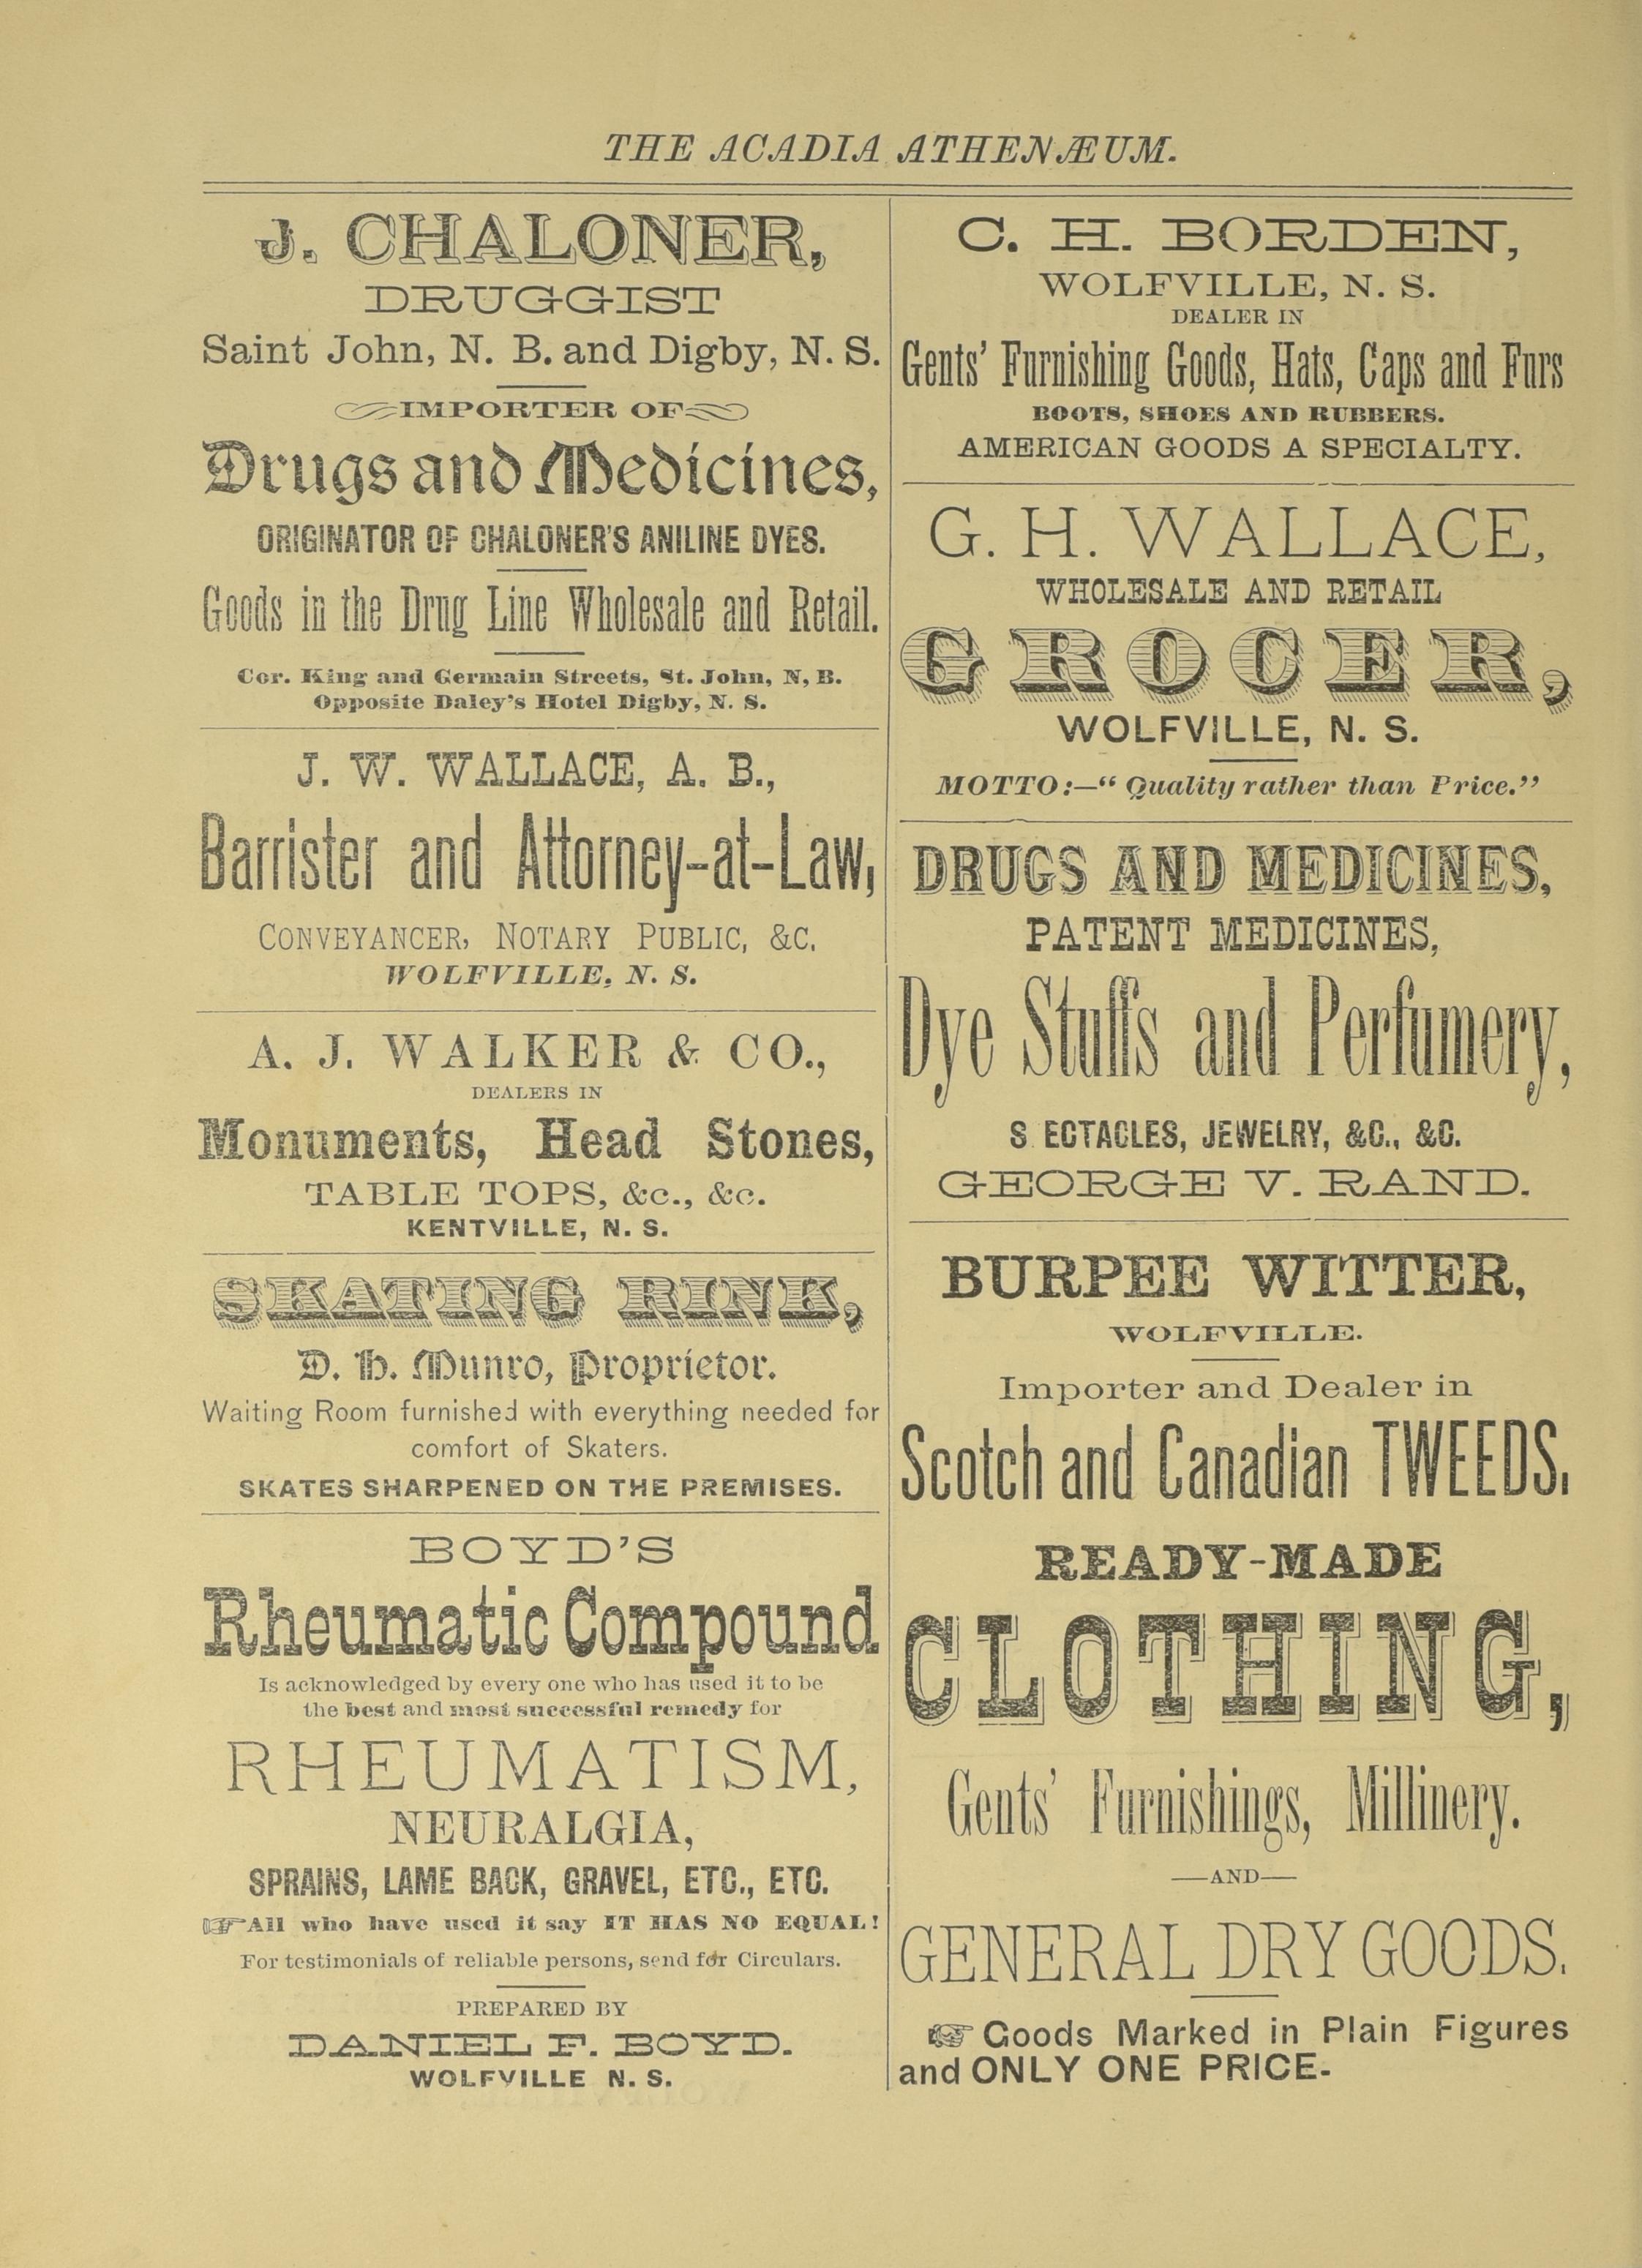 THE ACADIA ATHENÆUM.
J. CHALONER,
DRUGGIST
Saint John, N. B. and Digby, N. S.
IMPORTER OF
Drugs and Medicines,
ORIGINATOR OF CHALONER'S ANILINE DYES.
Goods in the Drug Line Wholesale and Retail.
Cor. King and Germain Streets, St. John, N, B.
Opposite Daley's Hotel Digby, N. S.
J. W. WALLACE, A. B.,
Barrister and Attorney-at-Law,
CONVEYANCER, NOTARY PUBLIC, &C,
WOLFVILLE, N. S.
A. J. WALKER & CO.,
DEALERS IN
Monuments, Head Stones,
TABLE TOPS, &c., &c.
KENTVILLE, N. S.
SKATING RINK,
D. H. Munro, Proprietor.
Waiting Room furnished with everything needed for
comfort of Skaters.
SKATES SHARPENED ON THE PREMISES.
BOYD'S
Rheumatic Compound
Is acknowledged by every one who has used it to be
the best and most successful remedy for
RHEUMATISM,
NEURALGIA,
SPRAINS, LAME BACK, GRAVEL, ETC., ETC.
☞All who have used it say IT HAS NO EQUAL!
For testimonials of reliable persons, send for Circulars.
PREPARED BY
DANIEL F. BOYD.
WOLFVILLE N. S.
C. H. BORDEN,
WOLFVILLE, N. S.
DEALER IN
Gents' Furnishing Goods, Hats, Caps and Furs
BOOTS, SHOES AND RUBBERS.
AMERICAN GOODS A SPECIALTY.
G. H. WALLACE,
WHOLESALE AND RETAIL
GROCER,
WOLFVILLE, N. S.
MOTTO:—“ Quality rather than Price.”
DRUGS AND MEDICINES,
PATENT MEDICINES,
Dye Stuffs and Perfumery,
S ECTACLES, JEWELRY, &C., &C.
GEORGE V. RAND.
BURPEE WITTER,
WOLFVILLE.
Importer and Dealer in
Scotch and Canadian TWEEDS.
READY-MADE
CLOTHING,
Gents' Furnishings, Millinery.
—AND—
GENERAL DRY GOODS.
☞ Goods Marked in Plain Figures
and ONLY ONE PRICE-